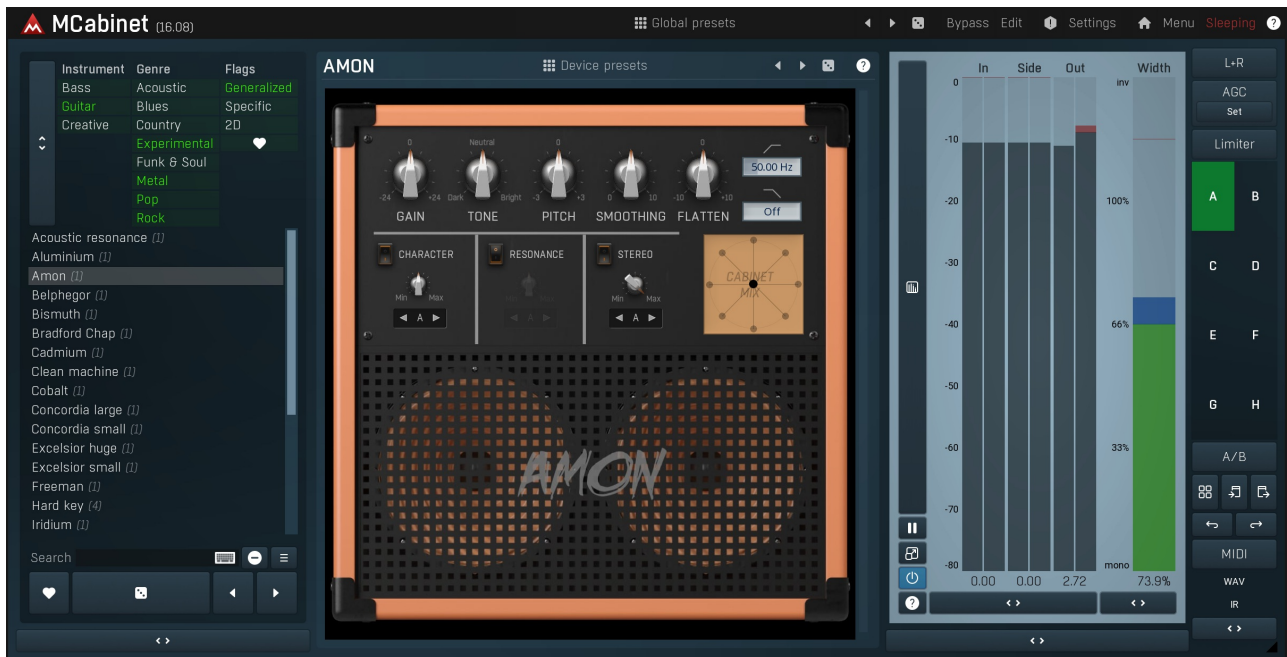 MCabinet (16.08)
Global presets
Bypass Edit Settings Menu Sleeping ?
Instrument Genre Flags
Bass Acoustic Generalized
Guitar Blues Specific
Creative Country 2D
Experimental
Funk & Soul
Metal
Pop
Rock
Acoustic resonance (1)
Aluminium (1)
Amon (1)
Belphegor (1)
Bismuth (1)
Bradford Chap (1)
Cadmium (1)
Clean machine (1)
Cobalt (1)
Concordia large (1)
Concordia small (1)
Excelsior huge (1)
Excelsior small (1)
Freeman (1)
Hard key (4)
Iridium (1)
Search
AMON
Device presets
?
0 Neutral 0 0
50.00 Hz
-24 +24 Dark Bright -3 +3 0 10 -10 +10
GAIN TONE PITCH SMOOTHING FLATTEN
Off
CHARACTER RESONANCE STEREO
Min Max Min Max Min Max
A A A
CABINET
MIX
AMON
In Side Out Width
0 inv
-10
-20 100%
-30
-40 66%
-50
-60 33%
-70
-80 mono
0.00 0.00 2.72 73.9%
?
L+R
AGC
Set
Limiter
A B
C D
E F
G H
A/B
MIDI
WAV
IR